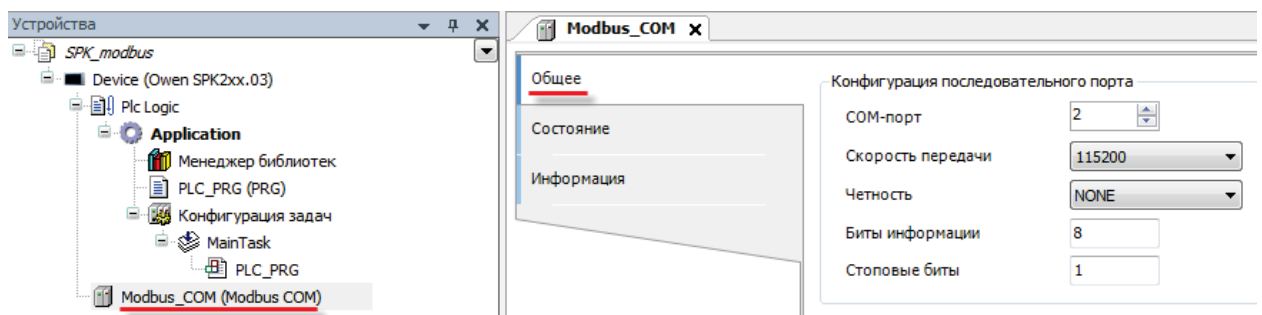 Устройства
SPK_modbus
Device (Owen SPK2xx.03)
Plc Logic
Application
Менеджер библиотек
PLC_PRG (PRG)
Конфигурация задач
MainTask
PLC_PRG
Modbus_COM (Modbus COM)
Modbus_COM
Общее
Состояние
Информация
Конфигурация последовательного порта
COM-порт 2
Скорость передачи 115200
Четность NONE
Биты информации 8
Стоповые биты 1